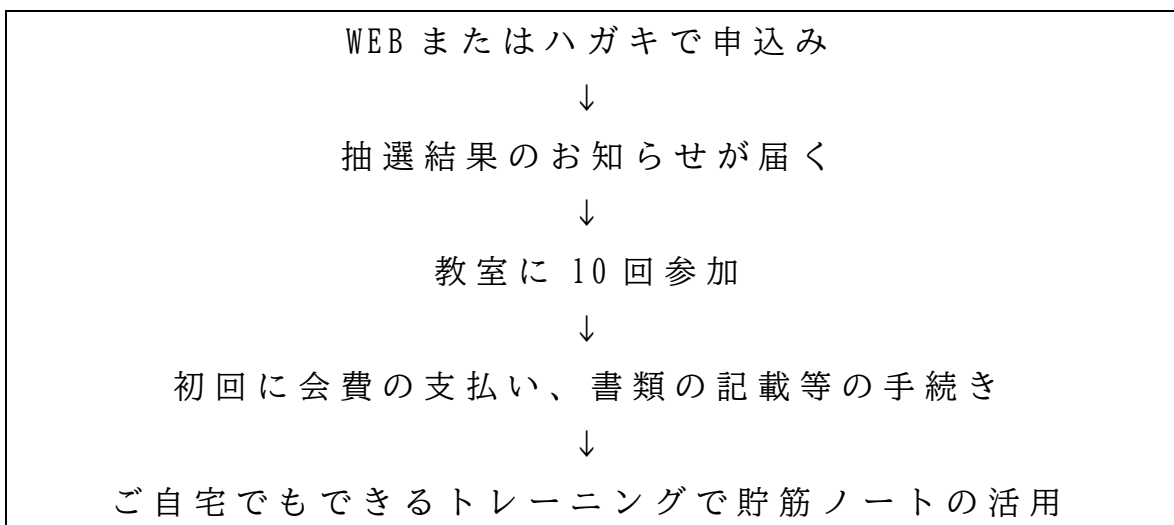 WEBまたはハガキで申込み
↓
抽選結果のお知らせが届く
↓
教室に10回参加
↓
初回に会費の支払い、書類の記載等の手続き
↓
ご自宅でもできるトレーニングで貯筋ノートの活用